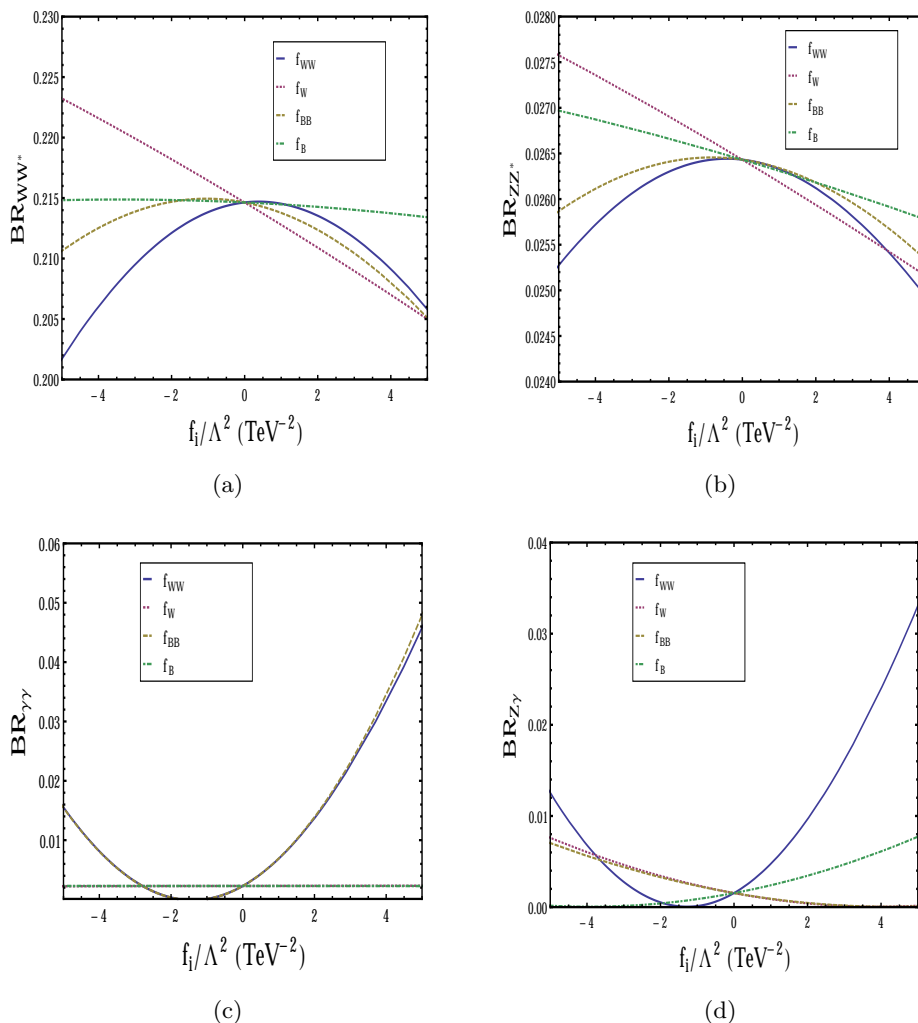 0.230
0.225
0.220
0.215
0.210
0.205
0.200
BR_WW*
f_WW
f_W
f_BB
f_B
-4 -2 0 2 4
f_i/Λ² (TeV⁻²)
(a)
0.0280
0.0275
0.0270
0.0265
0.0260
0.0255
0.0250
0.0245
0.0240
BR_ZZ*
f_WW
f_W
f_BB
f_B
-4 -2 0 2 4
f_i/Λ² (TeV⁻²)
(b)
0.06
0.05
0.04
0.03
0.02
0.01
BR_γγ
f_WW
f_W
f_BB
f_B
-4 -2 0 2 4
f_i/Λ² (TeV⁻²)
(c)
0.04
0.03
0.02
0.01
0.00
BR_Zγ
f_WW
f_W
f_BB
f_B
-4 -2 0 2 4
f_i/Λ² (TeV⁻²)
(d)